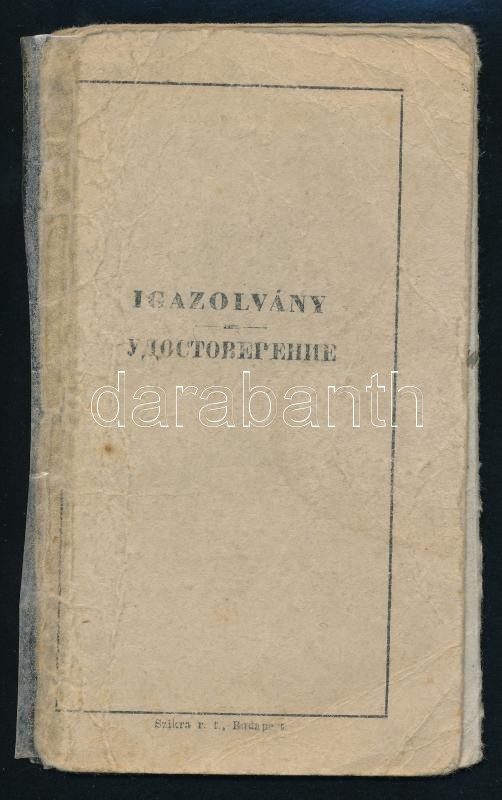 IGAZOLVÁNY
УДОСТОВЕРЕНИЕ
darabanth
Szikra r. t., Budapest